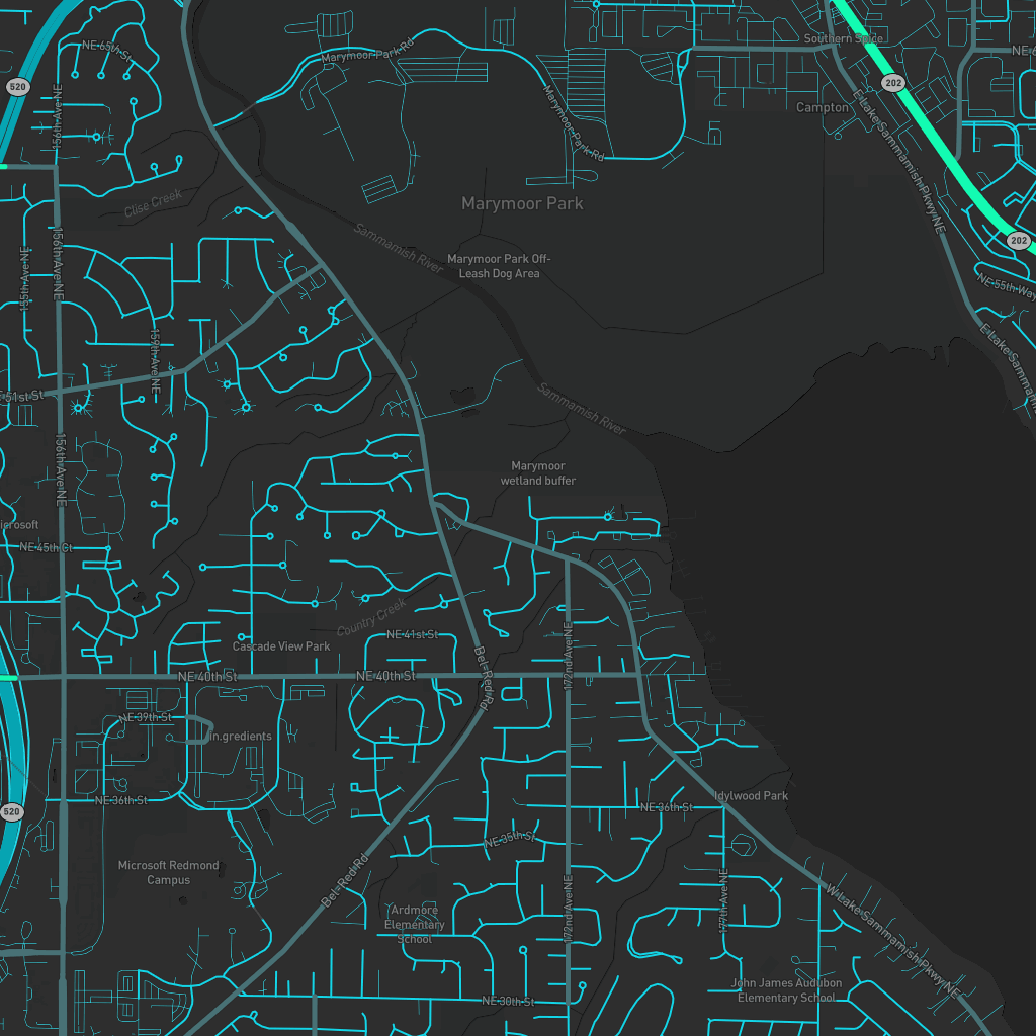 NE 65th St
Marymoor Park Rd
Southern Spice
520
202
Campton
156th Ave NE
Marymoor Park Rd
E Lake Sammamish Pkwy NE
Clise Creek
Marymoor Park
Sammamish River
202
155th Ave NE
156th Ave NE
Marymoor Park Off-
Leash Dog Area
NE 55th Way
159th Ave NE
E Lake Samma
51st St
Sammamish River
156th Ave NE
Marymoor
wetland buffer
icrosoft
NE 45th Ct
Country Creek
NE 41st St
Cascade View Park
172nd Ave NE
NE 40th St
NE 40th St
Bel-Red Rd
NE 39th St
In.gredients
NE 36th St
Idylwood Park
NE 36th St
520
NE 35th St
Microsoft Redmond
Campus
Bel-Red Rd
177th Ave NE
172nd Ave NE
W Lake Sammamish Pkwy NE
Ardmore
Elementary
School
John James Audubon
Elementary School
NE 30th St